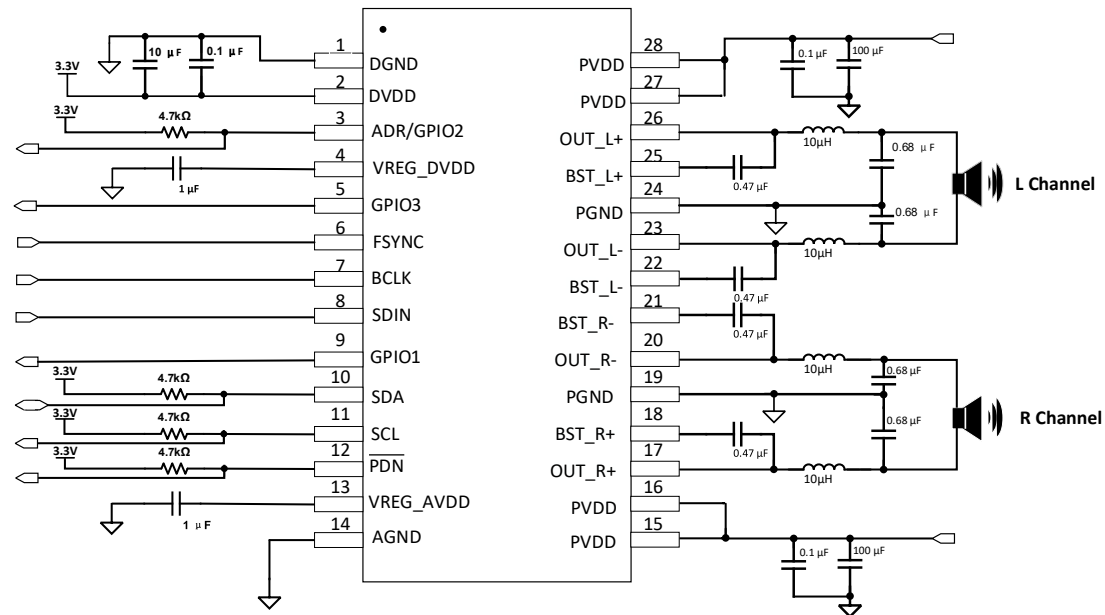 10 μF
0.1 μF
3.3V
1
DGND
2
DVDD
3.3V
4.7kΩ
3
ADR/GPIO2
4
VREG_DVDD
1 μF
5
GPIO3
6
FSYNC
7
BCLK
8
SDIN
9
GPIO1
3.3V
4.7kΩ
10
SDA
3.3V
4.7kΩ
11
SCL
3.3V
4.7kΩ
12
PDN
13
VREG_AVDD
1 μF
14
AGND
28
PVDD
0.1 μF
100 μF
27
PVDD
26
OUT_L+
10μH
25
BST_L+
0.47 μF
0.68 μF
24
PGND
L Channel
0.68 μF
23
OUT_L-
10μH
22
BST_L-
0.47 μF
21
BST_R-
0.47 μF
20
OUT_R-
10μH
0.68 μF
19
PGND
0.68 μF
R Channel
18
BST_R+
0.47 μF
17
OUT_R+
10μH
16
PVDD
15
PVDD
0.1 μF
100 μF